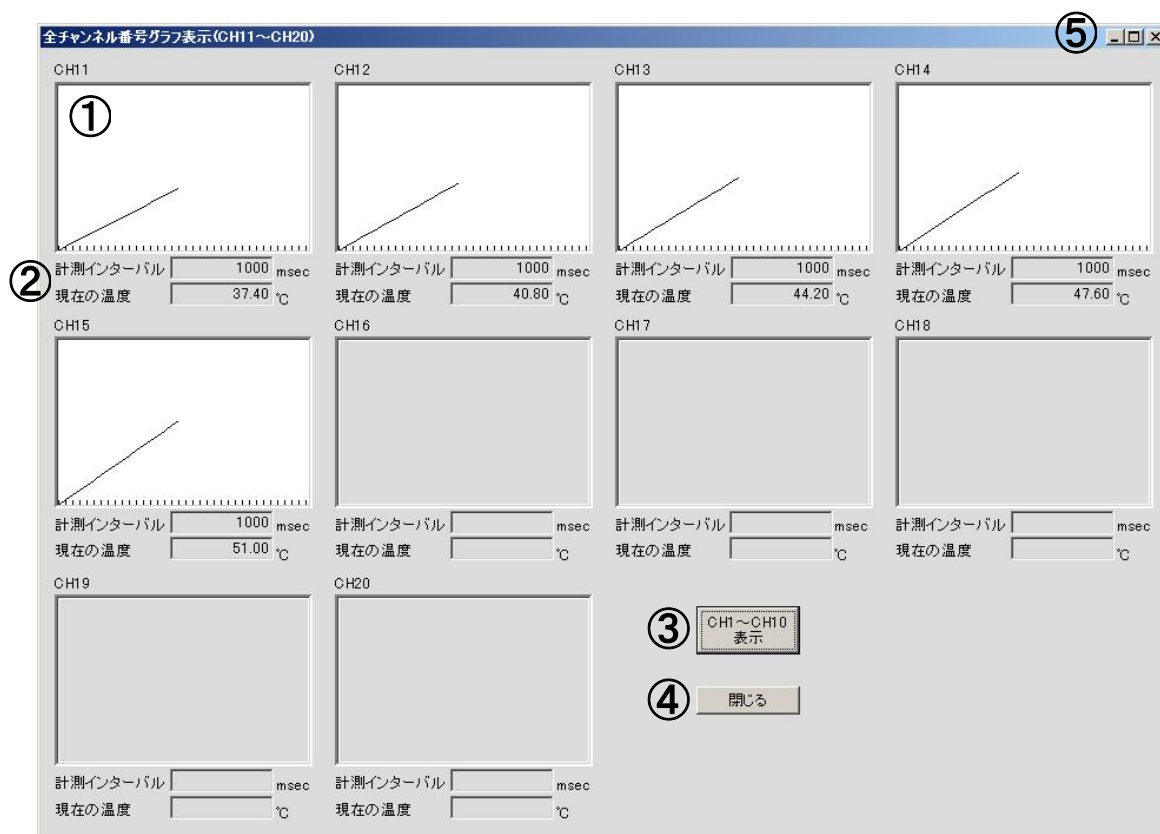 全チャンネル番号グラフ表示(CH11～CH20)
⑤
CH11
CH12
CH13
CH14
①
②
計測インターバル 1000 msec
計測インターバル 1000 msec
計測インターバル 1000 msec
計測インターバル 1000 msec
現在の温度 37.40 ℃
現在の温度 40.80 ℃
現在の温度 44.20 ℃
現在の温度 47.60 ℃
CH15
CH16
CH17
CH18
計測インターバル 1000 msec
計測インターバル msec
計測インターバル msec
計測インターバル msec
現在の温度 51.00 ℃
現在の温度 ℃
現在の温度 ℃
現在の温度 ℃
CH19
CH20
③
CH1～CH10
表示
④
閉じる
計測インターバル msec
計測インターバル msec
現在の温度 ℃
現在の温度 ℃